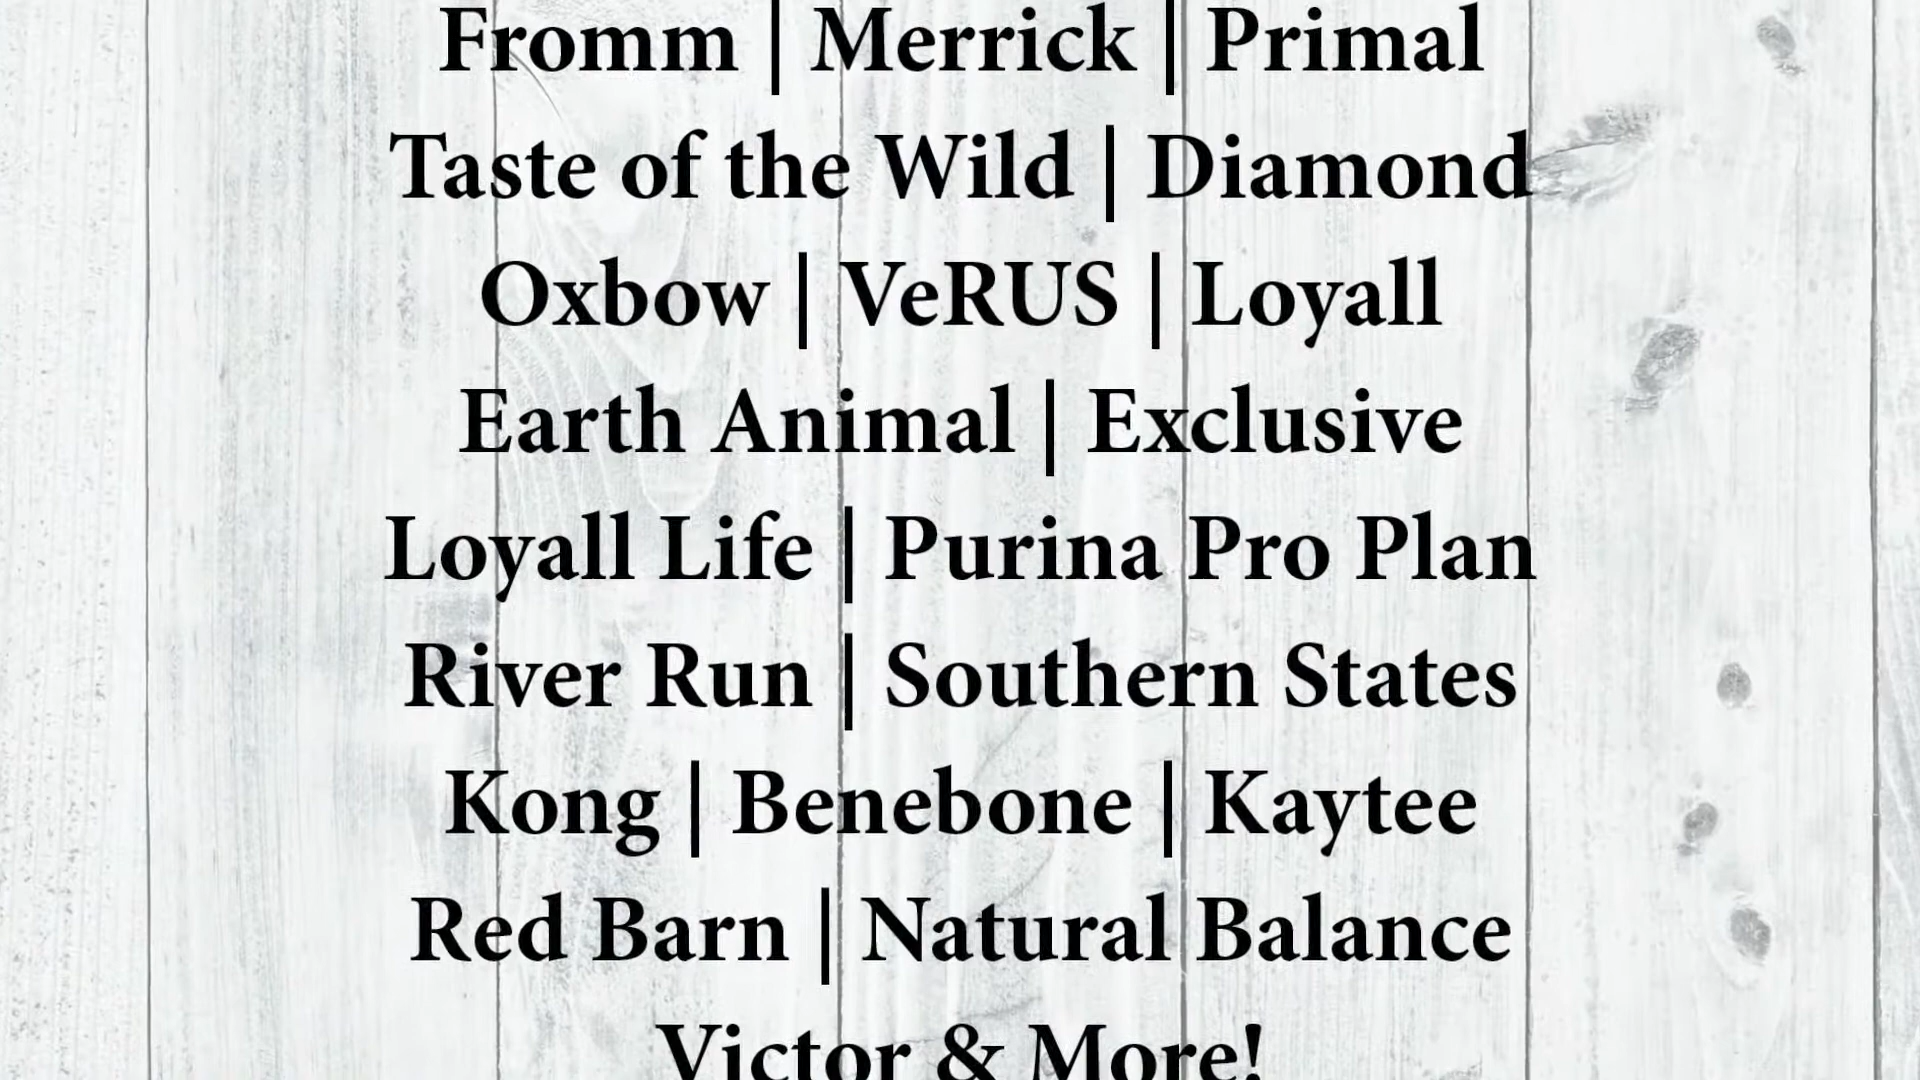 Fromm | Merrick | Primal
Taste of the Wild | Diamond
Oxbow | VeRUS | Loyall
Earth Animal | Exclusive
Loyall Life | Purina Pro Plan
River Run | Southern States
Kong | Benebone | Kaytee
Red Barn | Natural Balance
Victor & More!